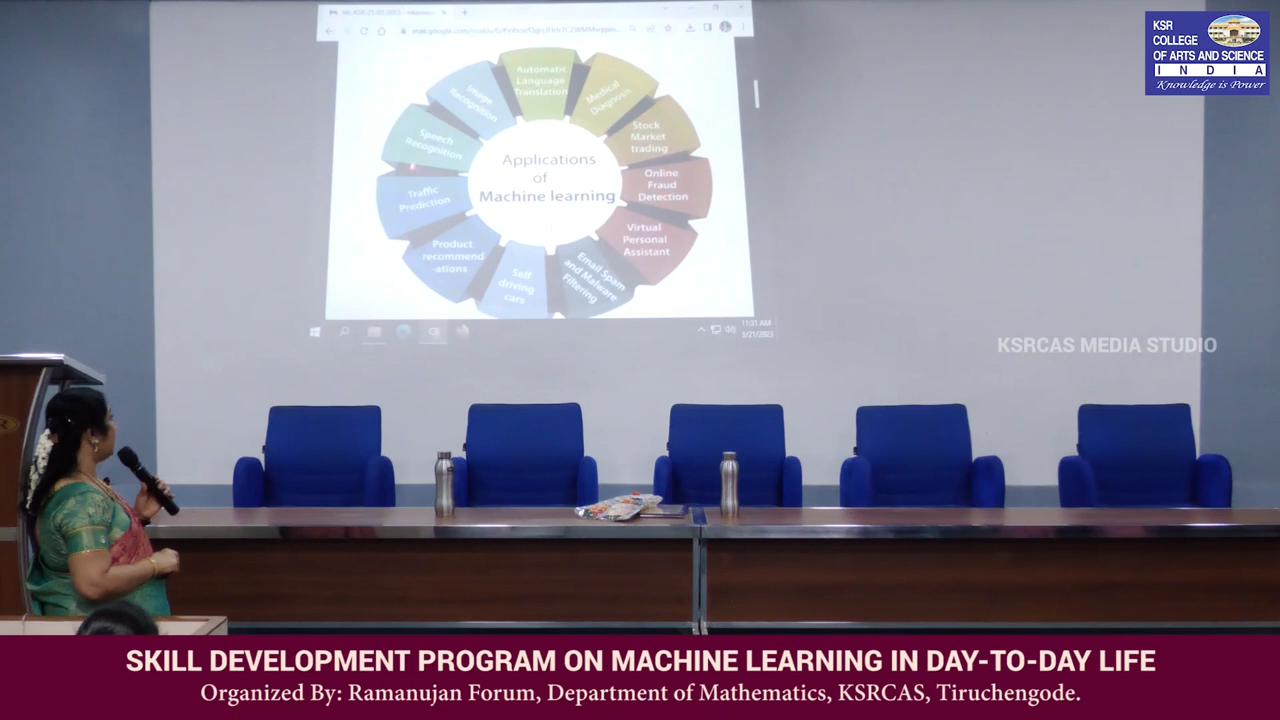 KSR
COLLEGE
OF ARTS AND SCIENCE
INDIA
Knowledge is Power
Automatic
Language
Translation
Medical
Diagnosis
Stock
Market
trading
Online
Fraud
Detection
Virtual
Personal
Assistant
Email Spam
and Malware
Filtering
Self
driving
cars
Product
recommend
-ations
Traffic
Prediction
Speech
Recognition
Image
Recognition
Applications
of
Machine learning
11:31 AM
KSRCAS MEDIA STUDIO
SKILL DEVELOPMENT PROGRAM ON MACHINE LEARNING IN DAY-TO-DAY LIFE
Organized By: Ramanujan Forum, Department of Mathematics, KSRCAS, Tiruchengode.